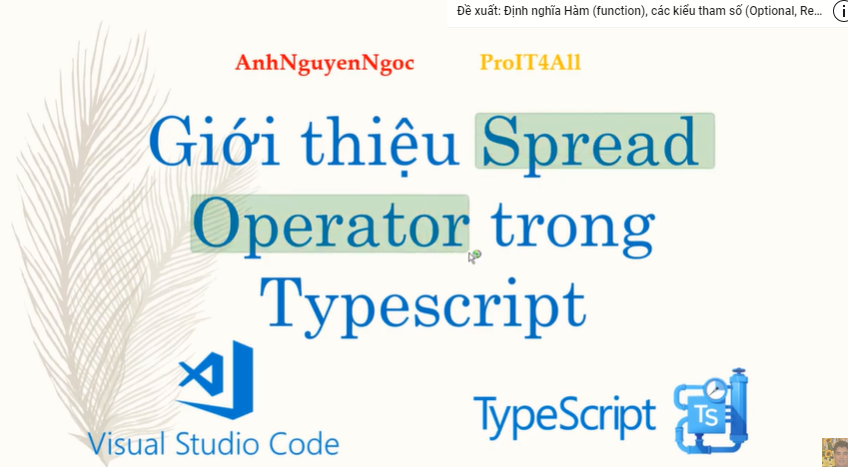 Đề xuất: Định nghĩa Hàm (function), các kiểu tham số (Optional, Re...
AnhNguyenNgoc ProIT4All
Giới thiệu Spread
Operator trong
Typescript
Visual Studio Code
TypeScript
TS